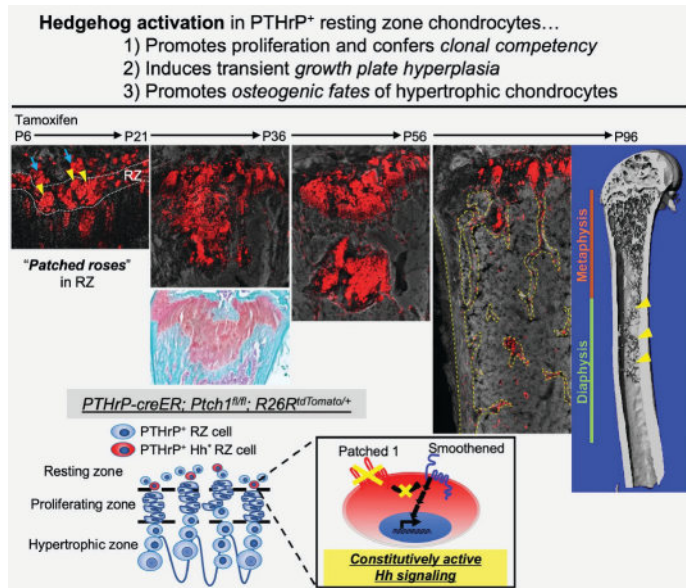 Hedgehog activation in PTHrP⁺ resting zone chondrocytes…
1) Promotes proliferation and confers clonal competency
2) Induces transient growth plate hyperplasia
3) Promotes osteogenic fates of hypertrophic chondrocytes
Tamoxifen
P6 P21 P36 P56 P96
RZ
"Patched roses"
in RZ
Metaphysis
Diaphysis
PTHrP-creER; Ptch1fl/fl; R26RtdTomato/+
PTHrP⁺ RZ cell
PTHrP⁺ Hh⁺ RZ cell
Resting zone
Proliferating zone
Hypertrophic zone
Patched 1
Smoothened
Constitutively active
Hh signaling